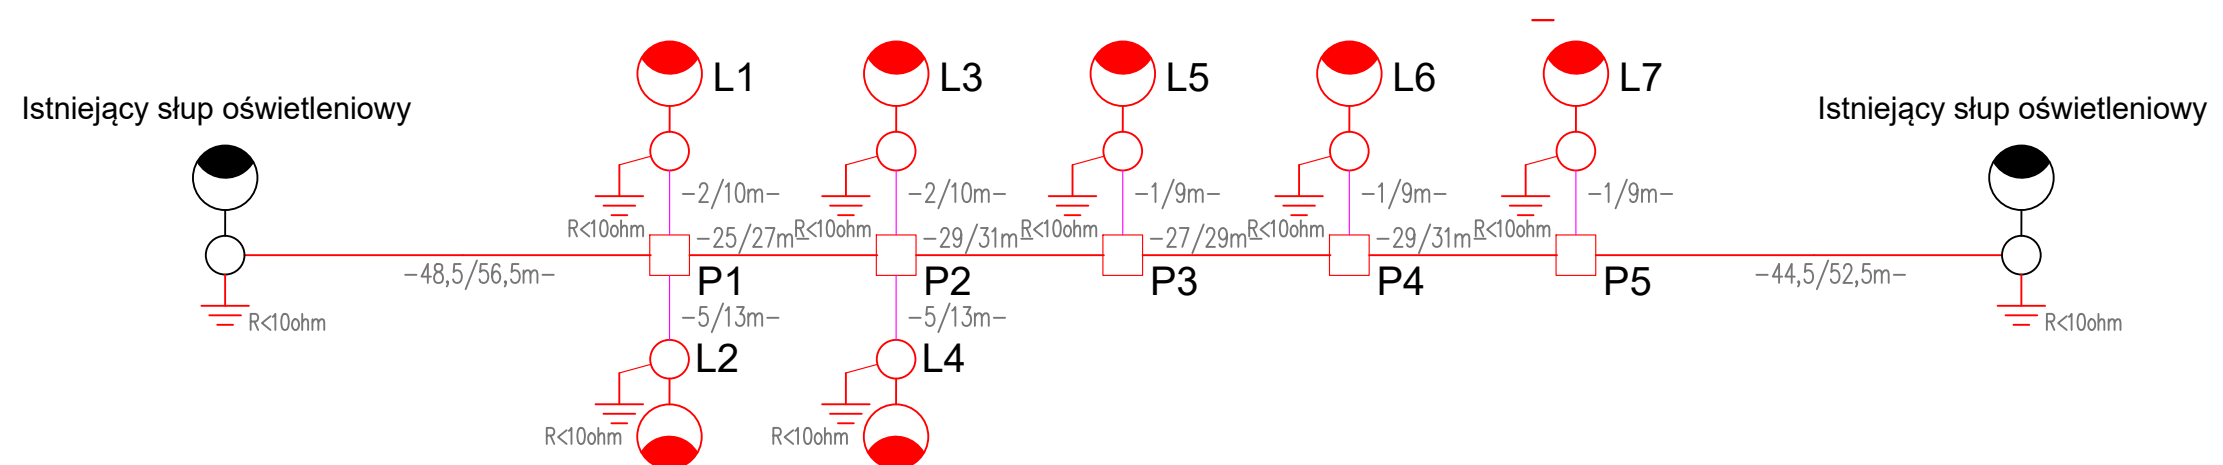 L1
L3
L5
L6
L7
Istniejący słup oświetleniowy
Istniejący słup oświetleniowy
-2/10m-
-2/10m-
-1/9m-
-1/9m-
-1/9m-
R<10ohm
R<10ohm
R<10ohm
R<10ohm
R<10ohm
-25/27m-
-29/31m-
-27/29m-
-29/31m-
-48,5/56,5m-
P1
P2
P3
P4
P5
-44,5/52,5m-
R<10ohm
-5/13m-
-5/13m-
R<10ohm
L2
L4
R<10ohm
R<10ohm